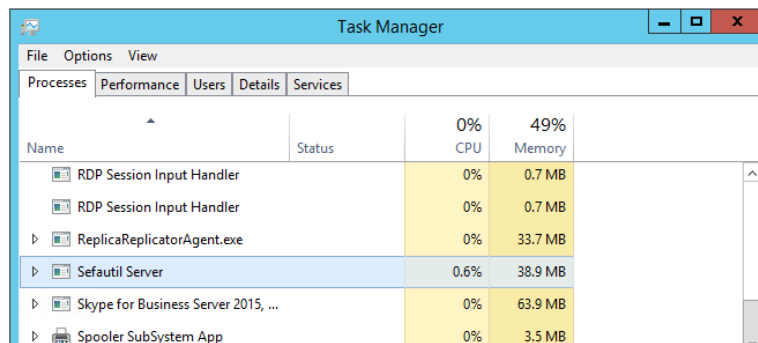 Task Manager
File Options View
Processes Performance Users Details Services
0% 49%
Name Status CPU Memory
RDP Session Input Handler 0% 0.7 MB
RDP Session Input Handler 0% 0.7 MB
ReplicaReplicatorAgent.exe 0% 33.7 MB
Sefautil Server 0.6% 38.9 MB
Skype for Business Server 2015, ... 0% 63.9 MB
Spooler SubSystem App 0% 3.5 MB